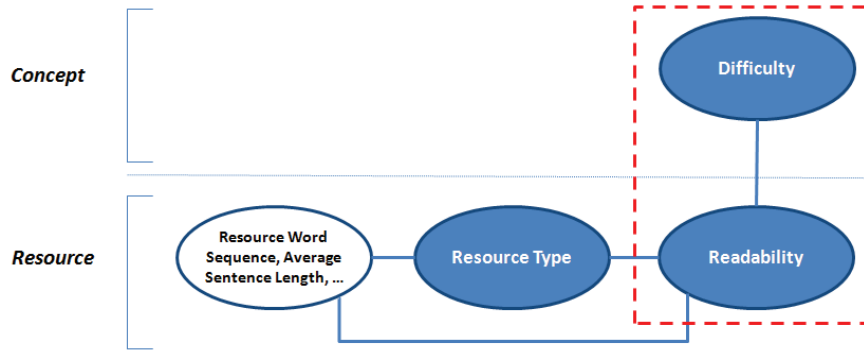 Concept
Difficulty
Resource
Resource Word
Sequence, Average
Sentence Length, ...
Resource Type
Readability